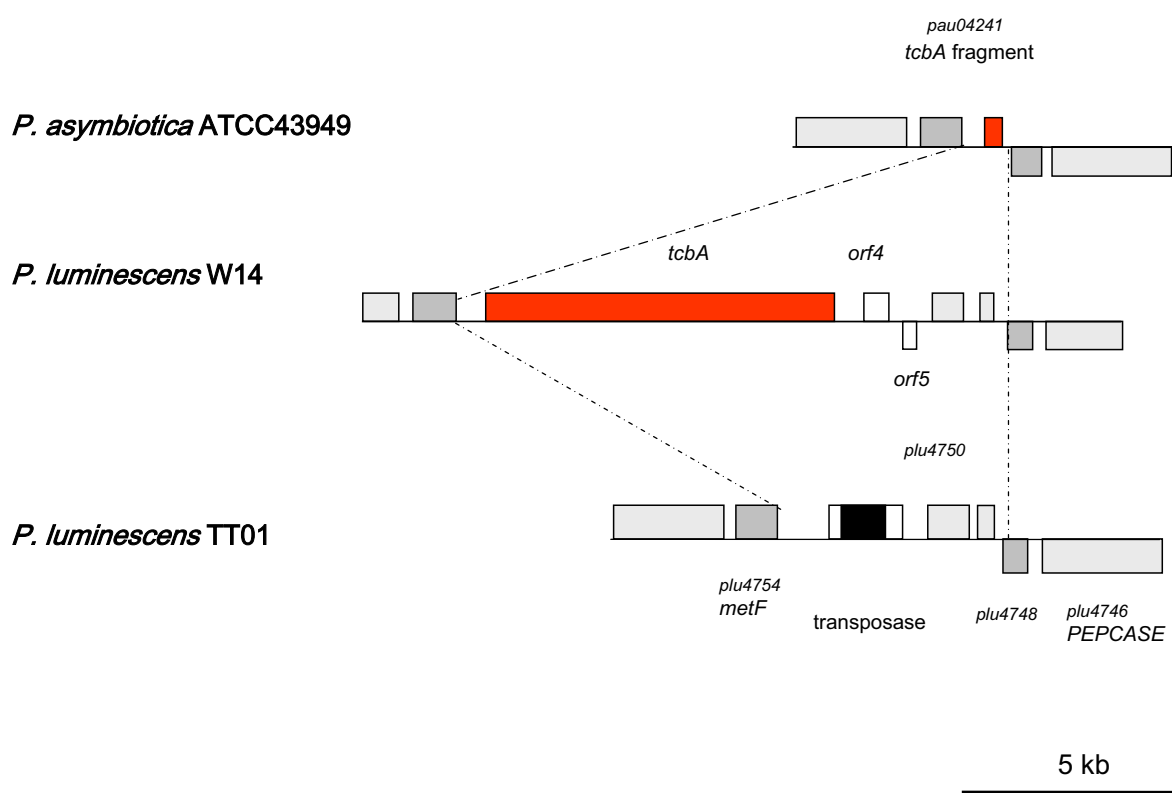 pau04241
tcbA fragment
P. asymbiotica ATCC43949
tcbA
orf4
P. luminescens W14
orf5
plu4750
P. luminescens TT01
plu4754
metF
transposase
plu4748
plu4746
PEPCASE
5 kb